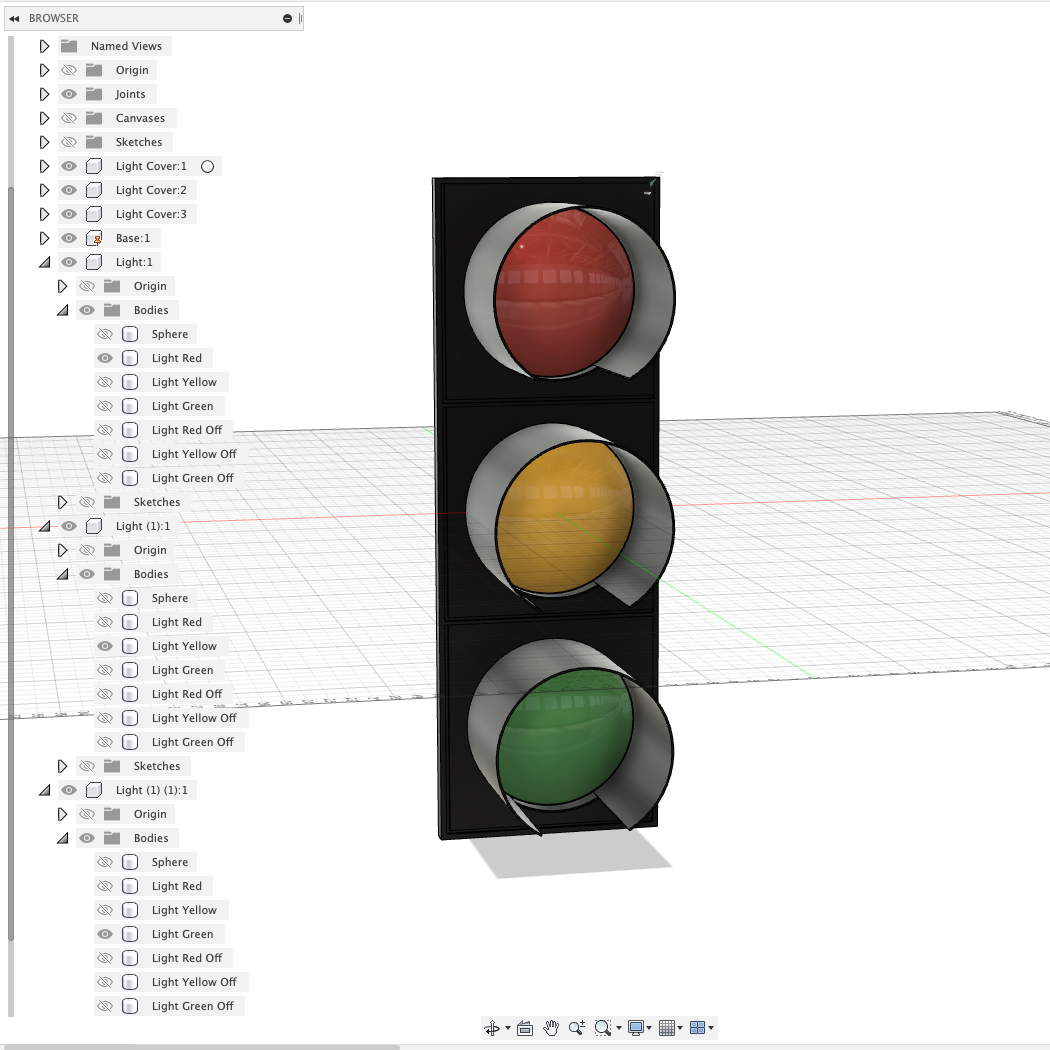 BROWSER
Named Views
Origin
Joints
Canvases
Sketches
Light Cover:1
Light Cover:2
Light Cover:3
Base:1
Light:1
Origin
Bodies
Sphere
Light Red
Light Yellow
Light Green
Light Red Off
Light Yellow Off
Light Green Off
Sketches
Light (1):1
Origin
Bodies
Sphere
Light Red
Light Yellow
Light Green
Light Red Off
Light Yellow Off
Light Green Off
Sketches
Light (1) (1):1
Origin
Bodies
Sphere
Light Red
Light Yellow
Light Green
Light Red Off
Light Yellow Off
Light Green Off